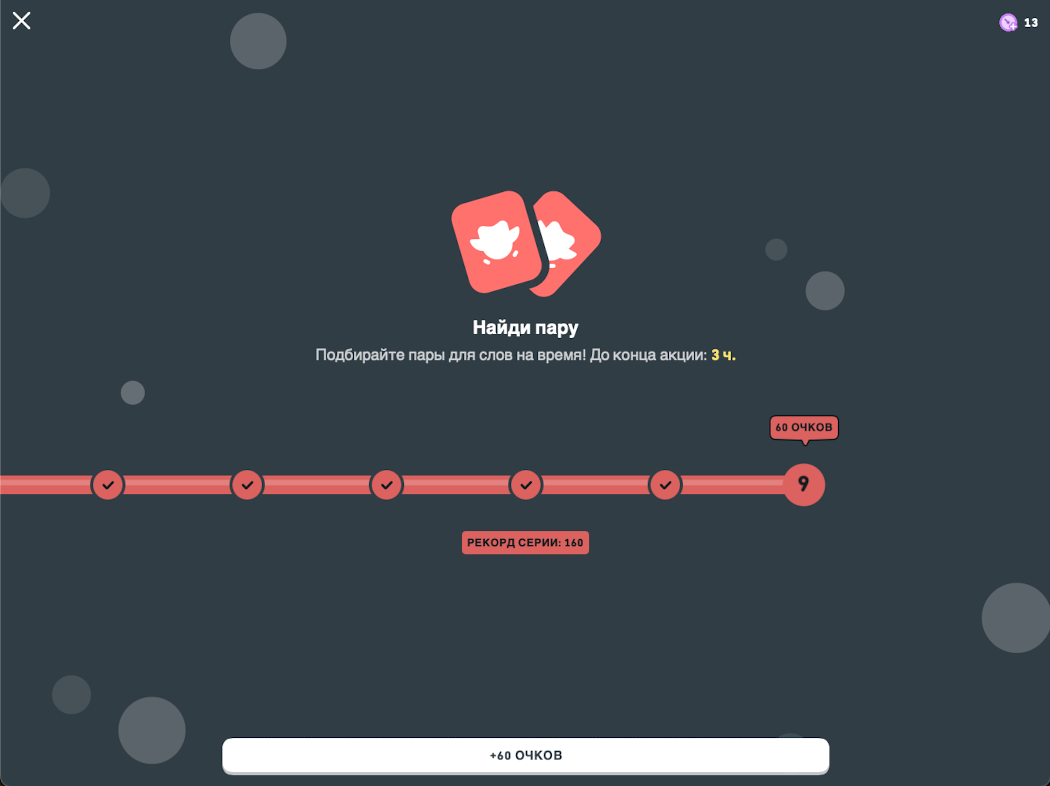 13
Найди пару
Подбирайте пары для слов на время! До конца акции: 3 ч.
60 ОЧКОВ
9
РЕКОРД СЕРИИ: 160
+60 ОЧКОВ